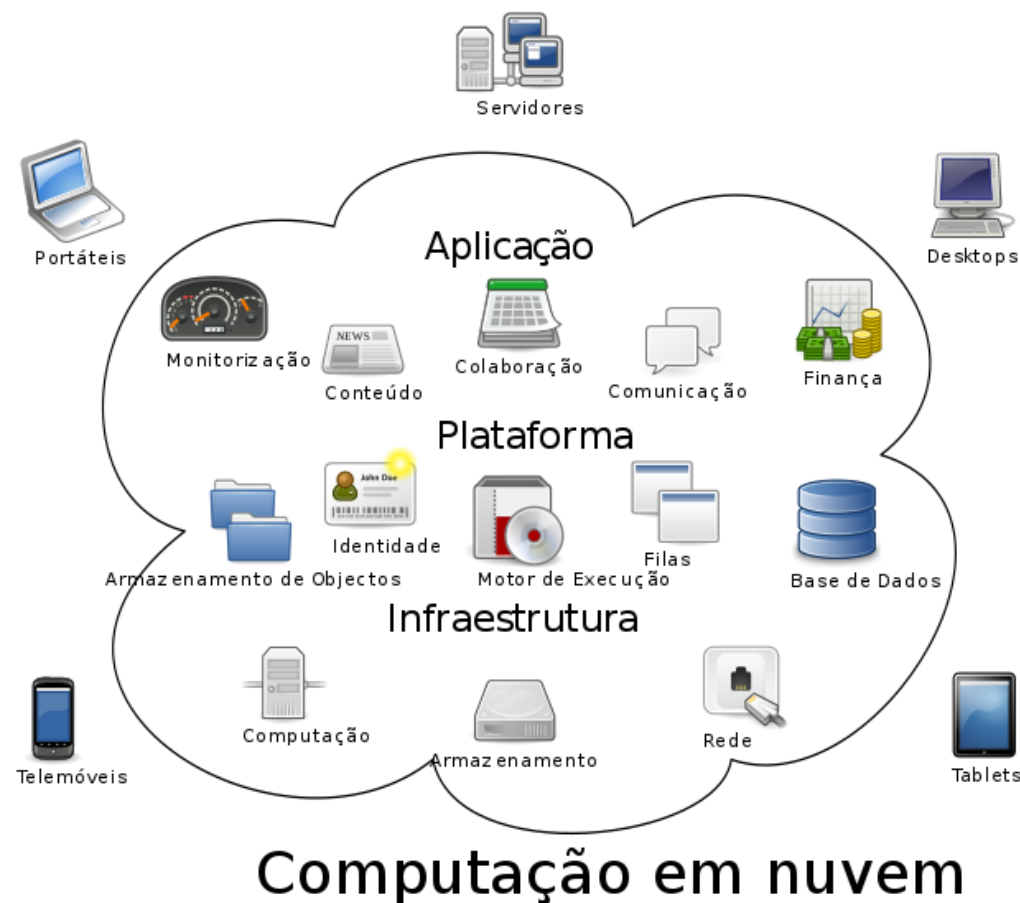 Servidores
Portáteis
Desktops
Aplicação
Monitorização
NEWS
Conteúdo
Colaboração
Comunicação
Finança
Plataforma
John Doe
Identidade
Armazenamento de Objectos
Motor de Execução
Filas
Base de Dados
Infraestrutura
Computação
Armazenamento
Rede
Telemóveis
Tablets
Computação em nuvem